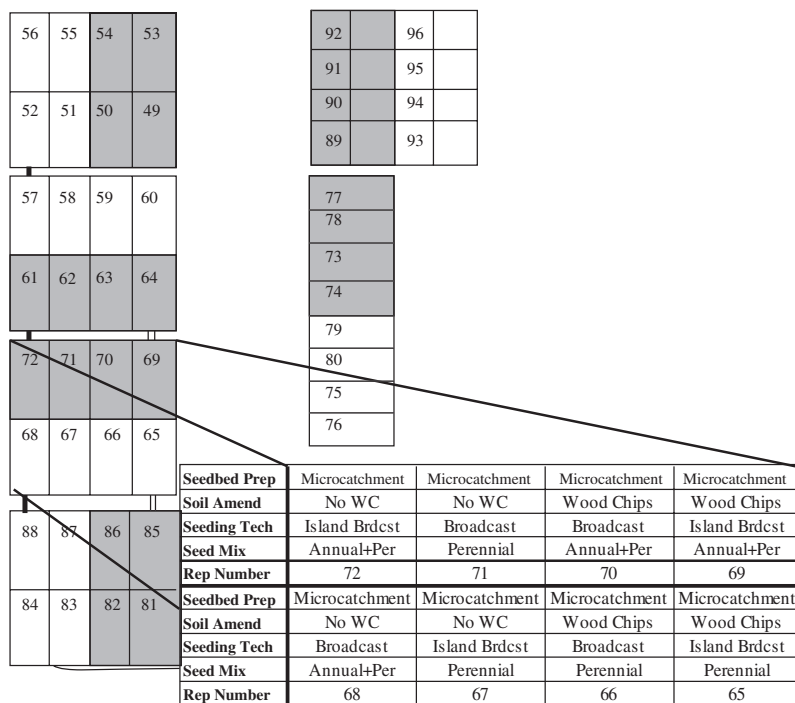 56 55 54 53
52 51 50 49
92 96
91 95
90 94
89 93
57 58 59 60
61 62 63 64
77
78
73
74
79
80
75
76
72 71 70 69
68 67 66 65
88 87 86 85
84 83 82 81
Seedbed Prep Microcatchment Microcatchment Microcatchment Microcatchment
Soil Amend No WC No WC Wood Chips Wood Chips
Seeding Tech Island Brdcst Broadcast Broadcast Island Brdcst
Seed Mix Annual+Per Perennial Annual+Per Annual+Per
Rep Number 72 71 70 69
Seedbed Prep Microcatchment Microcatchment Microcatchment Microcatchment
Soil Amend No WC No WC Wood Chips Wood Chips
Seeding Tech Broadcast Island Brdcst Broadcast Island Brdcst
Seed Mix Annual+Per Perennial Perennial Perennial
Rep Number 68 67 66 65